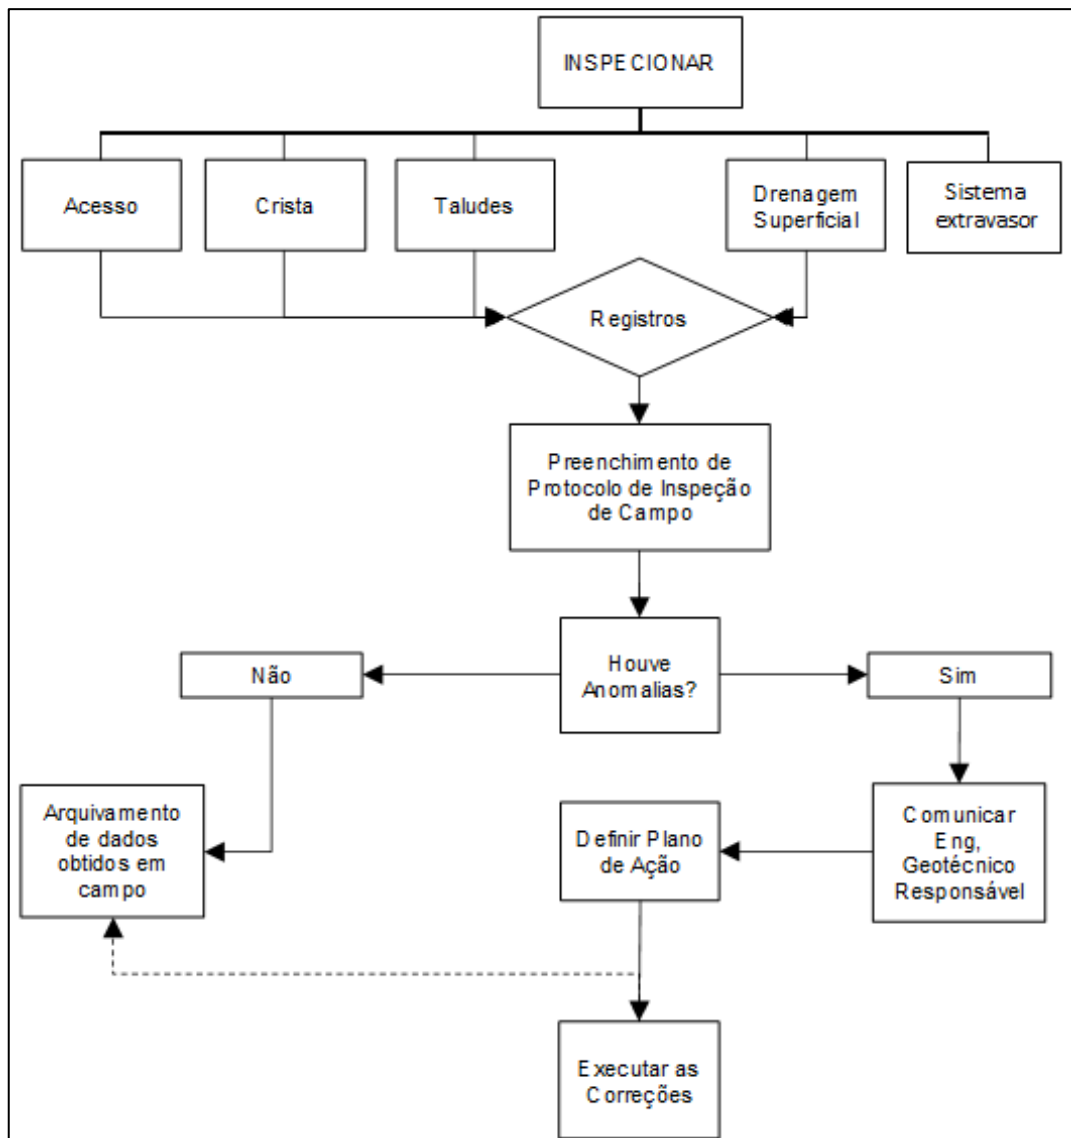 INSPECIONAR
Acesso
Crista
Taludes
Drenagem
Superficial
Sistema
extravasor
Registros
Preenchimento de
Protocolo de Inspeção
de Campo
Houve
Anomalias?
Não
Sim
Arquivamento
de dados
obtidos em
campo
Definir Plano
de Ação
Comunicar
Eng,
Geotécnico
Responsável
Executar as
Correções